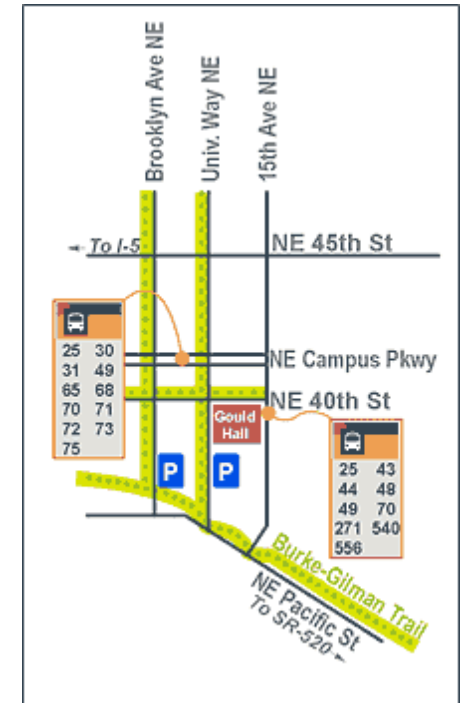 Brooklyn Ave NE
Univ. Way NE
15th Ave NE
To I-5
NE 45th St
25 30
31 49
65 68
70 71
72 73
75
NE Campus Pkwy
NE 40th St
Gould
Hall
P
P
25 43
44 48
49 70
271 540
556
Burke-Gilman Trail
NE Pacific St
To SR-520